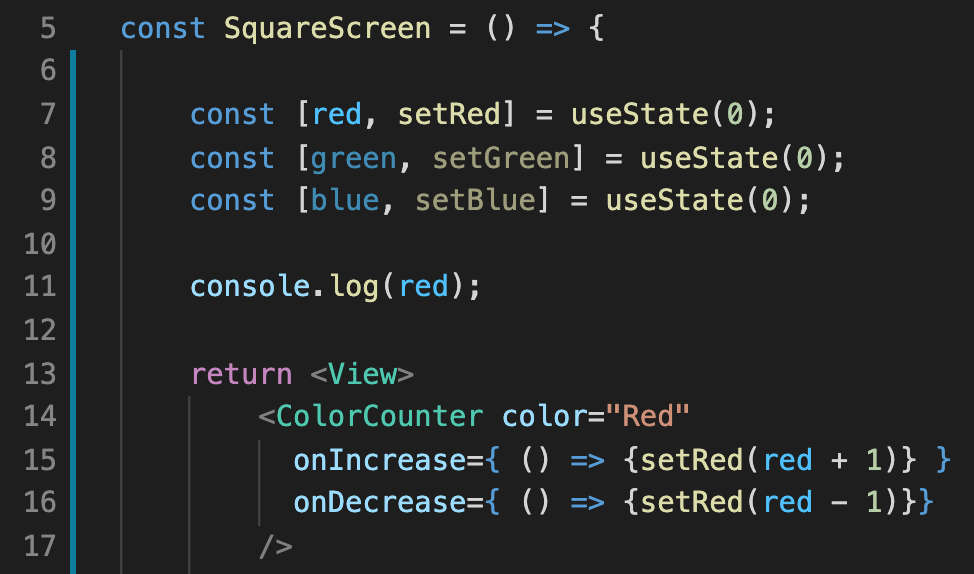 5 const SquareScreen = () => {
6
7 const [red, setRed] = useState(0);
8 const [green, setGreen] = useState(0);
9 const [blue, setBlue] = useState(0);
10
11 console.log(red);
12
13 return <View>
14 <ColorCounter color="Red"
15 onIncrease={ () => {setRed(red + 1)} }
16 onDecrease={ () => {setRed(red - 1)}}
17 />